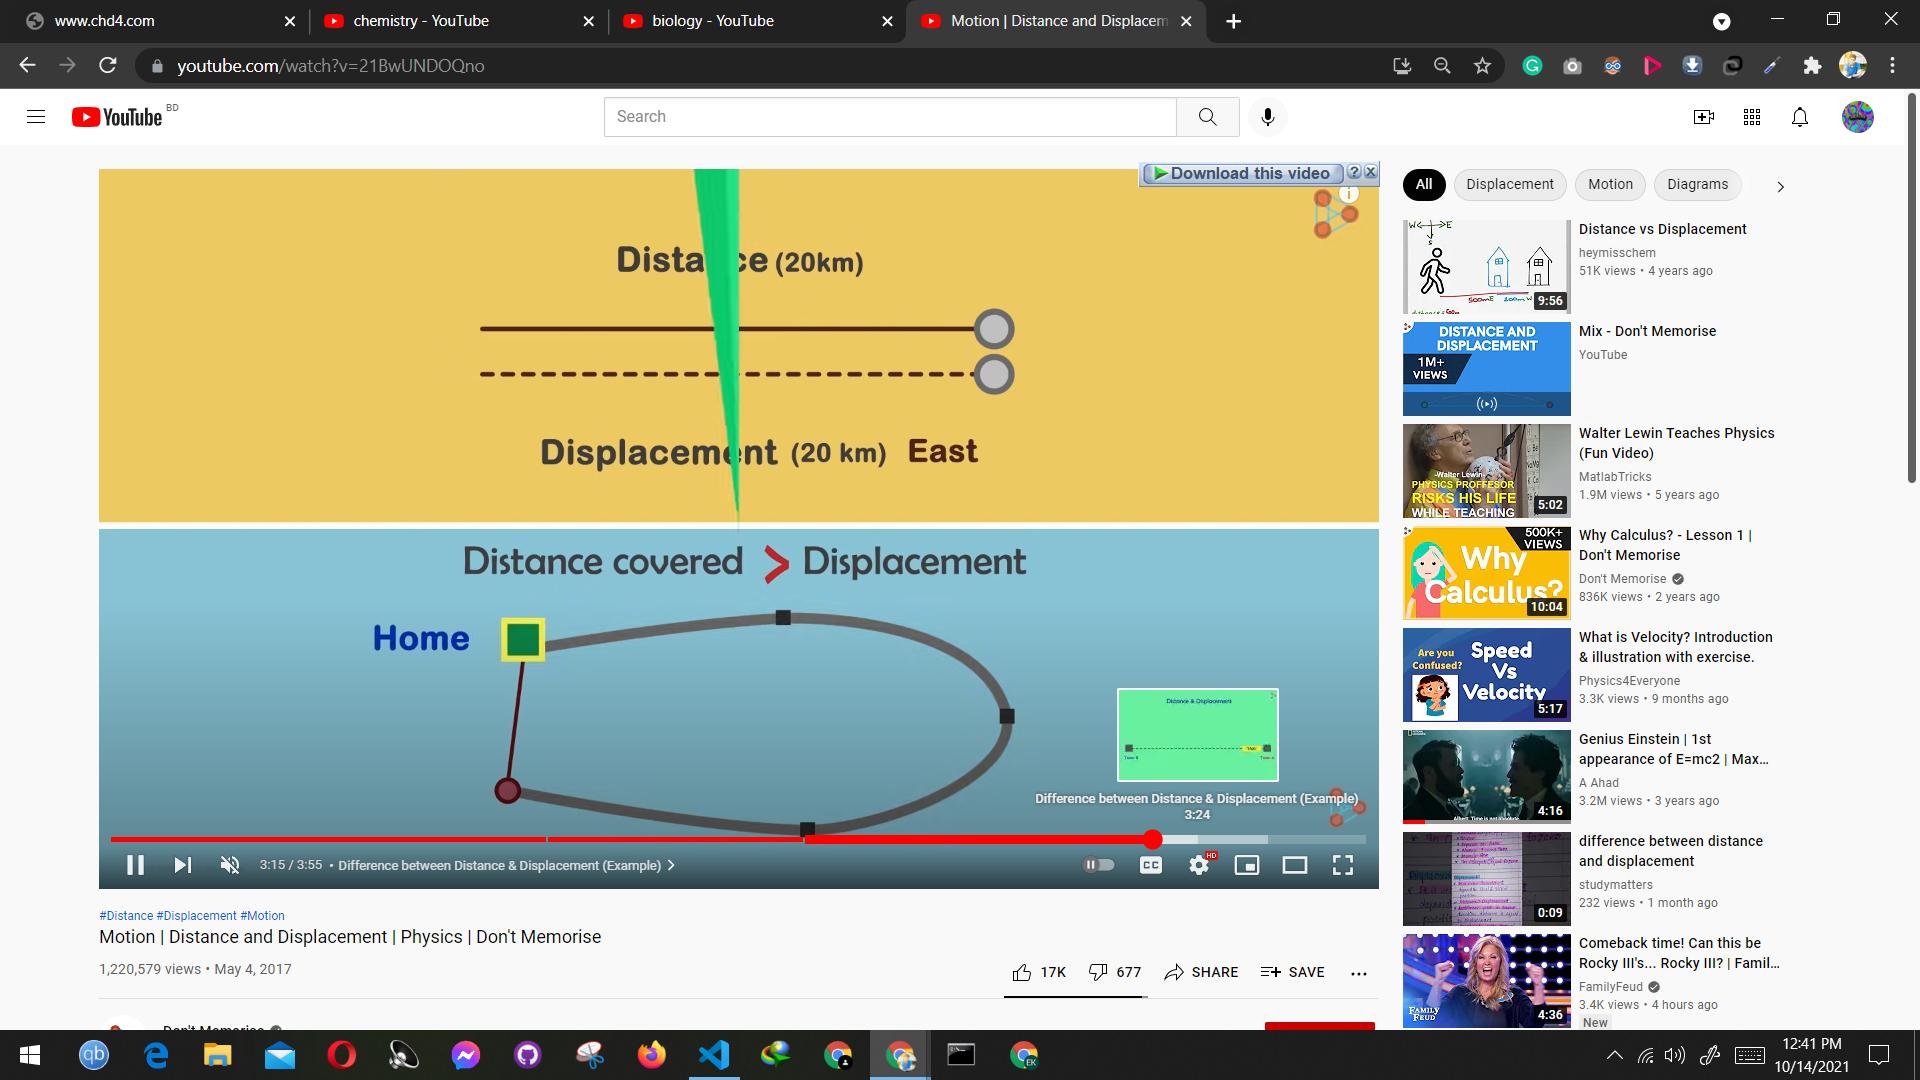 www.chd4.com
chemistry - YouTube
biology - YouTube
Motion | Distance and Displacem
youtube.com/watch?v=21BwUNDOQno
YouTube BD
Search
Download this video
Distance (20km)
Displacement (20 km) East
Distance covered > Displacement
Home
Distance & Displacement
Difference between Distance & Displacement (Example)
3:24
3:15 / 3:55 • Difference between Distance & Displacement (Example)
CC
HD
#Distance #Displacement #Motion
Motion | Distance and Displacement | Physics | Don't Memorise
1,220,579 views • May 4, 2017
17K
677
SHARE
SAVE
Don't Memorise
All
Displacement
Motion
Diagrams
W E
S
9:56
Distance vs Displacement
heymisschem
51K views • 4 years ago
DISTANCE AND
DISPLACEMENT
1M+
VIEWS
Mix - Don't Memorise
YouTube
-Walter Lewin-
PHYSICS PROFFESOR
RISKS HIS LIFE
WHILE TEACHING
5:02
Walter Lewin Teaches Physics
(Fun Video)
MatlabTricks
1.9M views • 5 years ago
500K+
VIEWS
Why
Calculus?
10:04
Why Calculus? - Lesson 1 |
Don't Memorise
Don't Memorise
836K views • 2 years ago
Are you
Confused?
Speed
Vs
Velocity
5:17
What is Velocity? Introduction
& illustration with exercise.
Physics4Everyone
3.3K views • 9 months ago
4:16
Genius Einstein | 1st
appearance of E=mc2 | Max...
A Ahad
3.2M views • 3 years ago
0:09
difference between distance
and displacement
studymatters
232 views • 1 month ago
FAMILY
FEUD
4:36
Comeback time! Can this be
Rocky III's... Rocky III? | Famil...
FamilyFeud
3.4K views • 4 hours ago
New
qb
EK
12:41 PM
10/14/2021